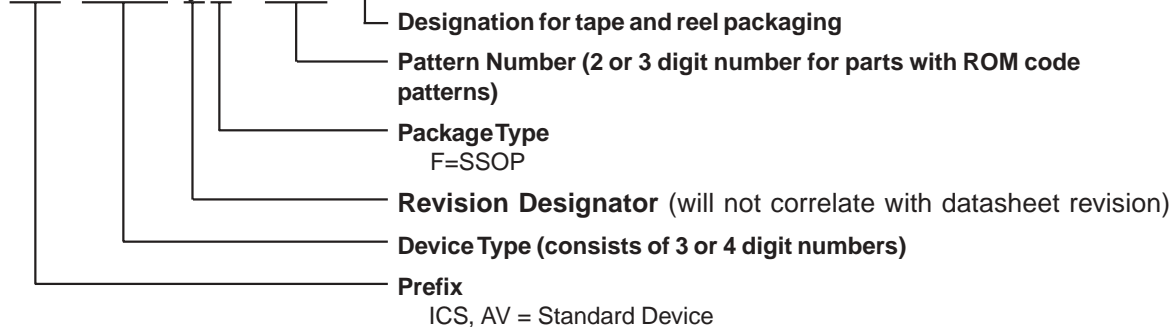 Designation for tape and reel packaging
Pattern Number (2 or 3 digit number for parts with ROM code
patterns)
Package Type
F=SSOP
Revision Designator (will not correlate with datasheet revision)
Device Type (consists of 3 or 4 digit numbers)
Prefix
ICS, AV = Standard Device